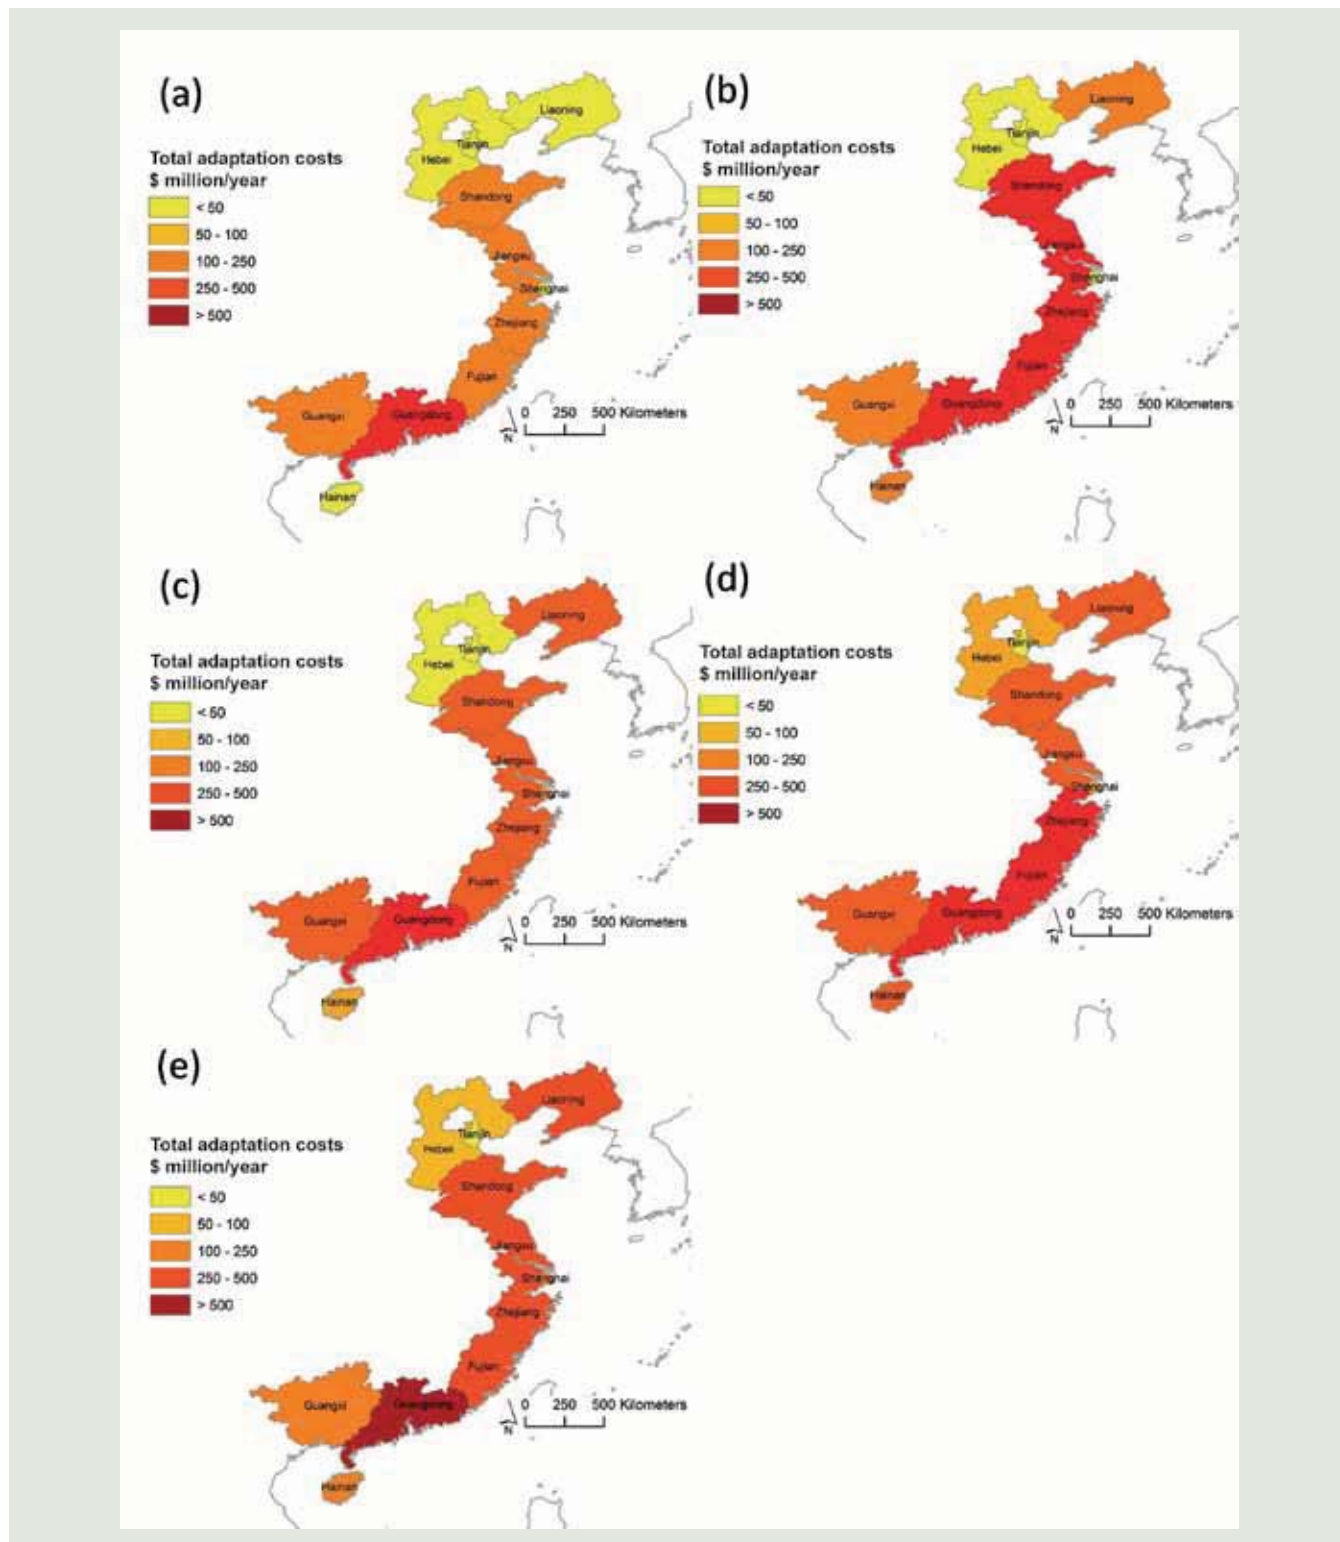 (a)
Total adaptation costs
$ million/year
< 50
50 - 100
100 - 250
250 - 500
> 500
Liaoning
Tianjin
Hebei
Shandong
Jiangsu
Shanghai
Zhejiang
Fujian
Guangxi
Guangdong
Hainan
0 250 500 Kilometers
N
(b)
Total adaptation costs
$ million/year
< 50
50 - 100
100 - 250
250 - 500
> 500
Liaoning
Tianjin
Hebei
Shandong
Jiangsu
Shanghai
Zhejiang
Fujian
Guangxi
Guangdong
Hainan
0 250 500 Kilometers
N
(c)
Total adaptation costs
$ million/year
< 50
50 - 100
100 - 250
250 - 500
> 500
Liaoning
Tianjin
Hebei
Shandong
Jiangsu
Shanghai
Zhejiang
Fujian
Guangxi
Guangdong
Hainan
0 250 500 Kilometers
N
(d)
Total adaptation costs
$ million/year
< 50
50 - 100
100 - 250
250 - 500
> 500
Liaoning
Tianjin
Hebei
Shandong
Jiangsu
Shanghai
Zhejiang
Fujian
Guangxi
Guangdong
Hainan
0 250 500 Kilometers
N
(e)
Total adaptation costs
$ million/year
< 50
50 - 100
100 - 250
250 - 500
> 500
Liaoning
Tianjin
Hebei
Shandong
Jiangsu
Shanghai
Zhejiang
Fujian
Guangxi
Guangdong
Hainan
0 250 500 Kilometers
N